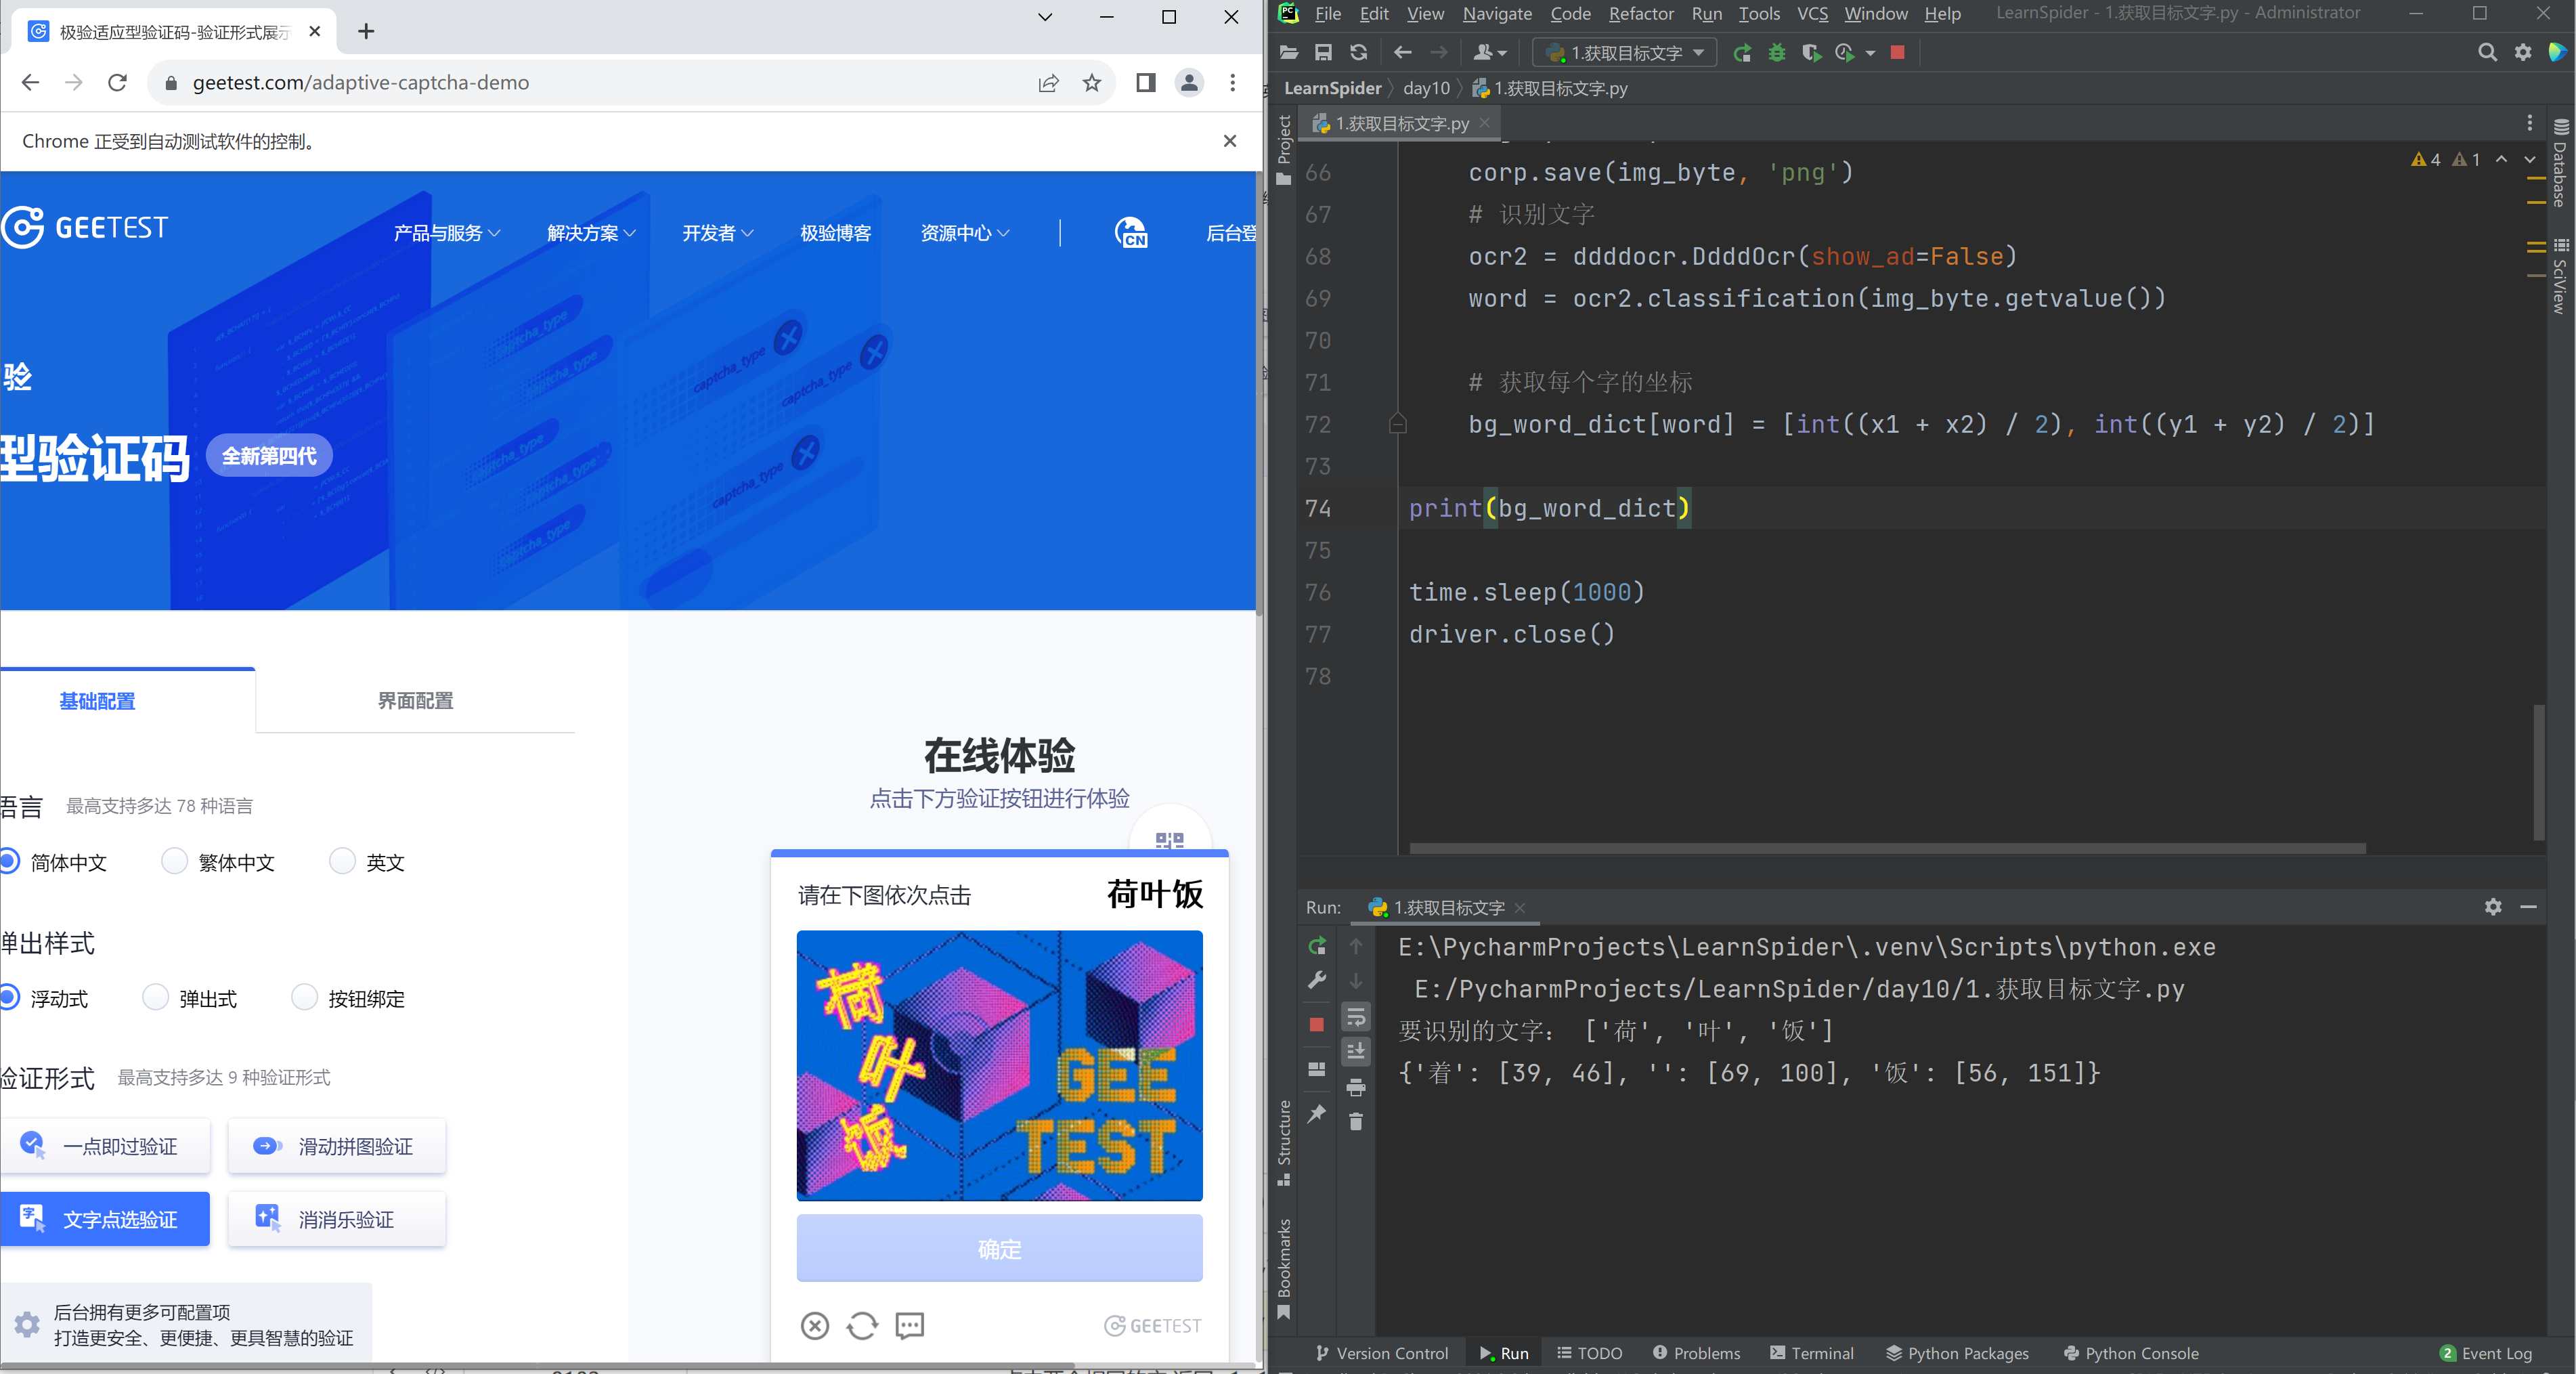 极验适应型验证码-验证形式展示
geetest.com/adaptive-captcha-demo
Chrome 正受到自动测试软件的控制。
GEETEST
产品与服务
解决方案
开发者
极验博客
资源中心
CN
后台登
captcha_type
captcha_type
captcha_type
captcha_type
captcha_type
captcha_type
captcha_type
captcha_type
captcha_type
验
型验证码
全新第四代
基础配置
界面配置
语言 最高支持多达 78 种语言
简体中文
繁体中文
英文
弹出样式
浮动式
弹出式
按钮绑定
验证形式 最高支持多达 9 种验证形式
一点即过验证
滑动拼图验证
字 文字点选验证
消消乐验证
后台拥有更多可配置项
打造更安全、更便捷、更具智慧的验证
在线体验
点击下方验证按钮进行体验
请在下图依次点击 荷叶饭
荷
叶
饭
GEE
TEST
确定
GEETEST
PC File Edit View Navigate Code Refactor Run Tools VCS Window Help LearnSpider - 1.获取目标文字.py - Administrator
1.获取目标文字
LearnSpider day10 1.获取目标文字.py
Project
1.获取目标文字.py
4 1
Database
SciView
66 corp.save(img_byte, 'png')
67 # 识别文字
68 ocr2 = ddddocr.DdddOcr(show_ad=False)
69 word = ocr2.classification(img_byte.getvalue())
70
71 # 获取每个字的坐标
72 bg_word_dict[word] = [int((x1 + x2) / 2), int((y1 + y2) / 2)]
73
74 print(bg_word_dict)
75
76 time.sleep(1000)
77 driver.close()
78
Run: 1.获取目标文字
E:\PycharmProjects\LearnSpider\.venv\Scripts\python.exe
E:/PycharmProjects/LearnSpider/day10/1.获取目标文字.py
要识别的文字： ['荷', '叶', '饭']
{'着': [39, 46], '': [69, 100], '饭': [56, 151]}
Structure
Bookmarks
Version Control Run TODO Problems Terminal Python Packages Python Console 2 Event Log